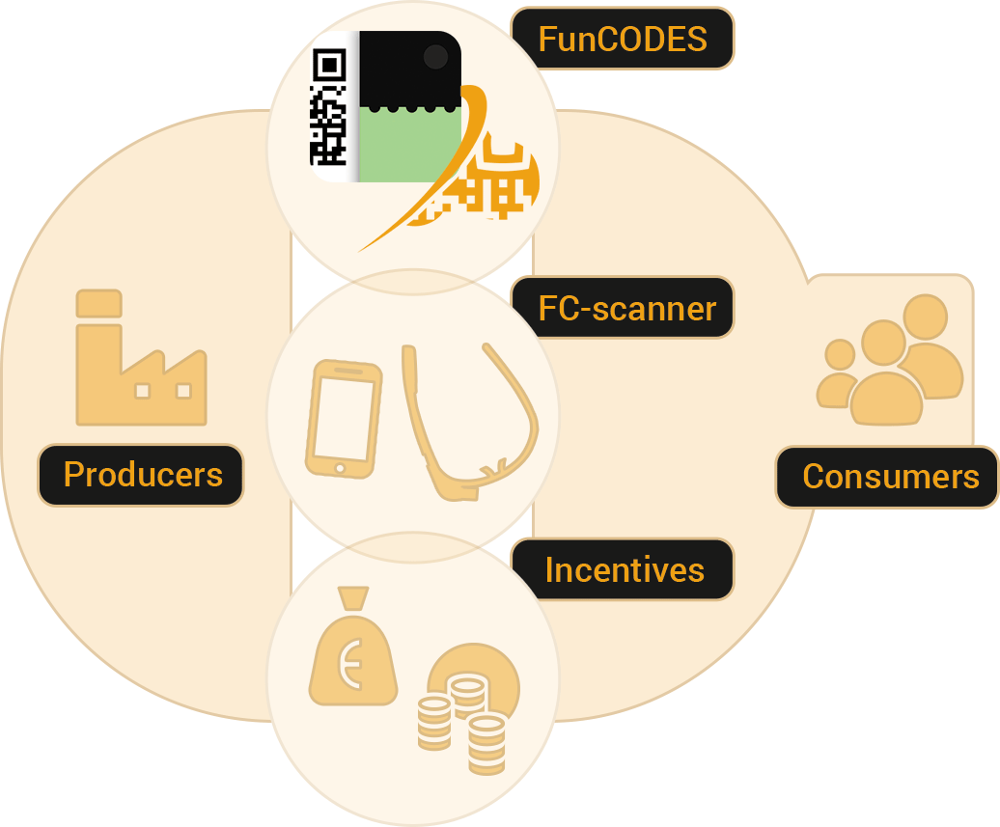 FunCODES
FC-scanner
Producers
Consumers
Incentives